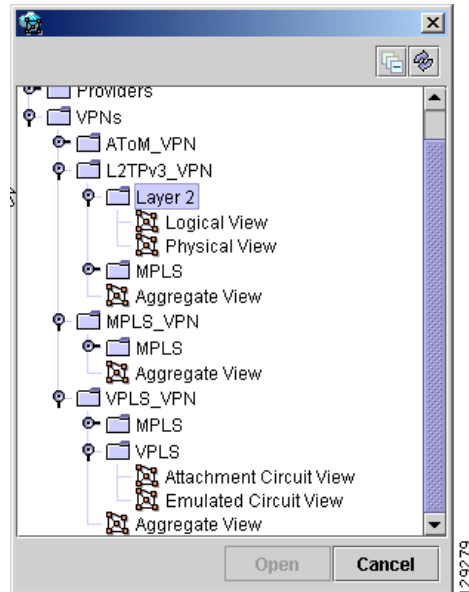 Providers
VPNs
AToM_VPN
L2TPv3_VPN
Layer 2
Logical View
Physical View
MPLS
Aggregate View
MPLS_VPN
MPLS
Aggregate View
VPLS_VPN
MPLS
VPLS
Attachment Circuit View
Emulated Circuit View
Aggregate View
Open
Cancel
129279